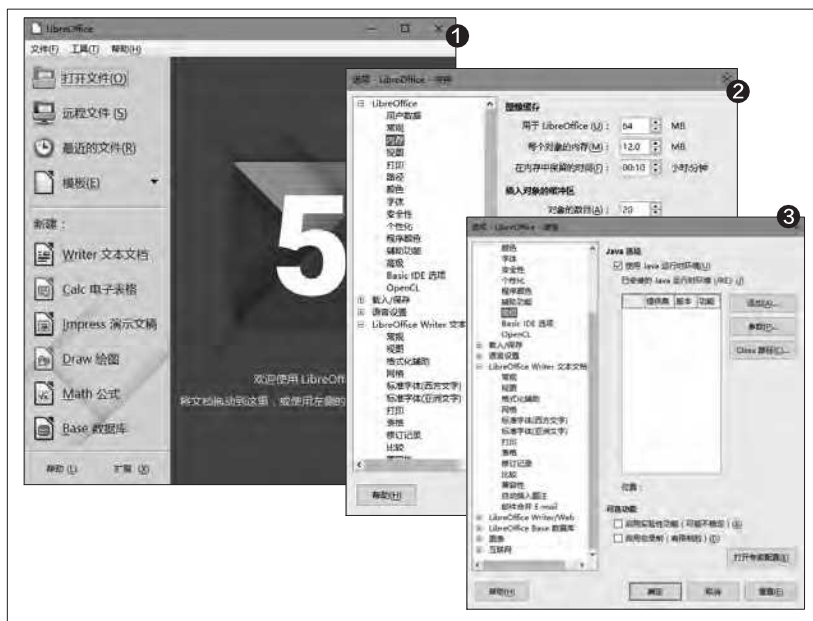 LibreOffice
文件(F) 工具(T) 帮助(H)
打开文件(O)
远程文件 (S)
最近的文件(R)
模板(E)
新建：
Writer 文本文档
Calc 电子表格
Impress 演示文稿
Draw 绘图
Math 公式
Base 数据库
帮助 (L) 扩展 (X)
5
欢迎使用 LibreOff
将文档拖动到这里，或使用左侧的
1
选项 - LibreOffice - 内存
2
LibreOffice
用户数据
常规
内存
视图
打印
路径
颜色
字体
安全性
个性化
程序颜色
辅助功能
高级
Basic IDE 选项
OpenCL
载入/保存
语言设置
LibreOffice Writer 文本
常规
视图
格式化辅助
网格
标准字体(西方文字)
标准字体(亚洲文字)
打印
表格
修订记录
比较
帮助(H)
图像缓存
用于 LibreOffice (U)： 64 MB
每个对象的内存(M)： 12.0 MB
在内存中保留的时间(F)： 00:10 小时分钟
插入对象的缓冲区
对象的数目(A)： 20
选项 - LibreOffice - 高级
3
颜色
字体
安全性
个性化
程序颜色
辅助功能
高级
Basic IDE 选项
OpenCL
载入/保存
语言设置
LibreOffice Writer 文本文档
常规
视图
格式化辅助
网格
标准字体(西方文字)
标准字体(亚洲文字)
打印
表格
修订记录
比较
兼容性
自动插入题注
邮件合并 E-mail
LibreOffice Writer/Web
LibreOffice Base 数据库
图表
互联网
Java 选项
使用 Java 运行时环境(U)
已安装的 Java 运行时环境 (JRE) (J)
提供商 版本 功能
添加(A)...
参数(P)...
Class 路径(C)...
位置：
可选功能
启用实验性功能（可能不稳定）(E)
启用宏录制（有限制的）(D)
打开专家配置(X)
帮助(H) 确定 取消 重置(E)